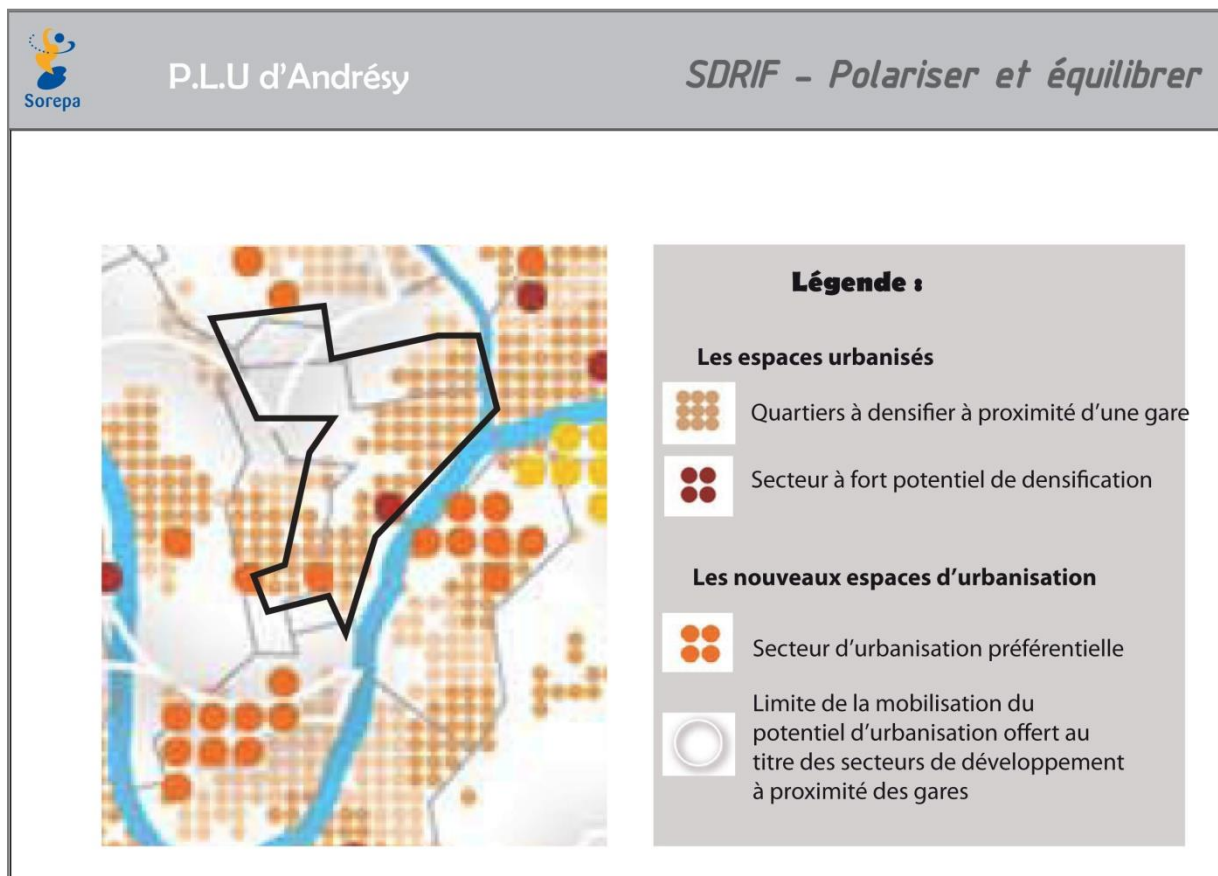 Sorepa
P.L.U d'Andrésy
SDRIF - Polariser et équilibrer
Légende :
Les espaces urbanisés
Quartiers à densifier à proximité d'une gare
Secteur à fort potentiel de densification
Les nouveaux espaces d'urbanisation
Secteur d'urbanisation préférentielle
Limite de la mobilisation du
potentiel d'urbanisation offert au
titre des secteurs de développement
à proximité des gares